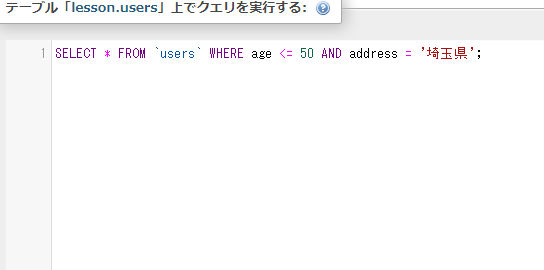 テーブル「lesson.users」上でクエリを実行する:
1 SELECT * FROM `users` WHERE age <= 50 AND address = '埼玉県';